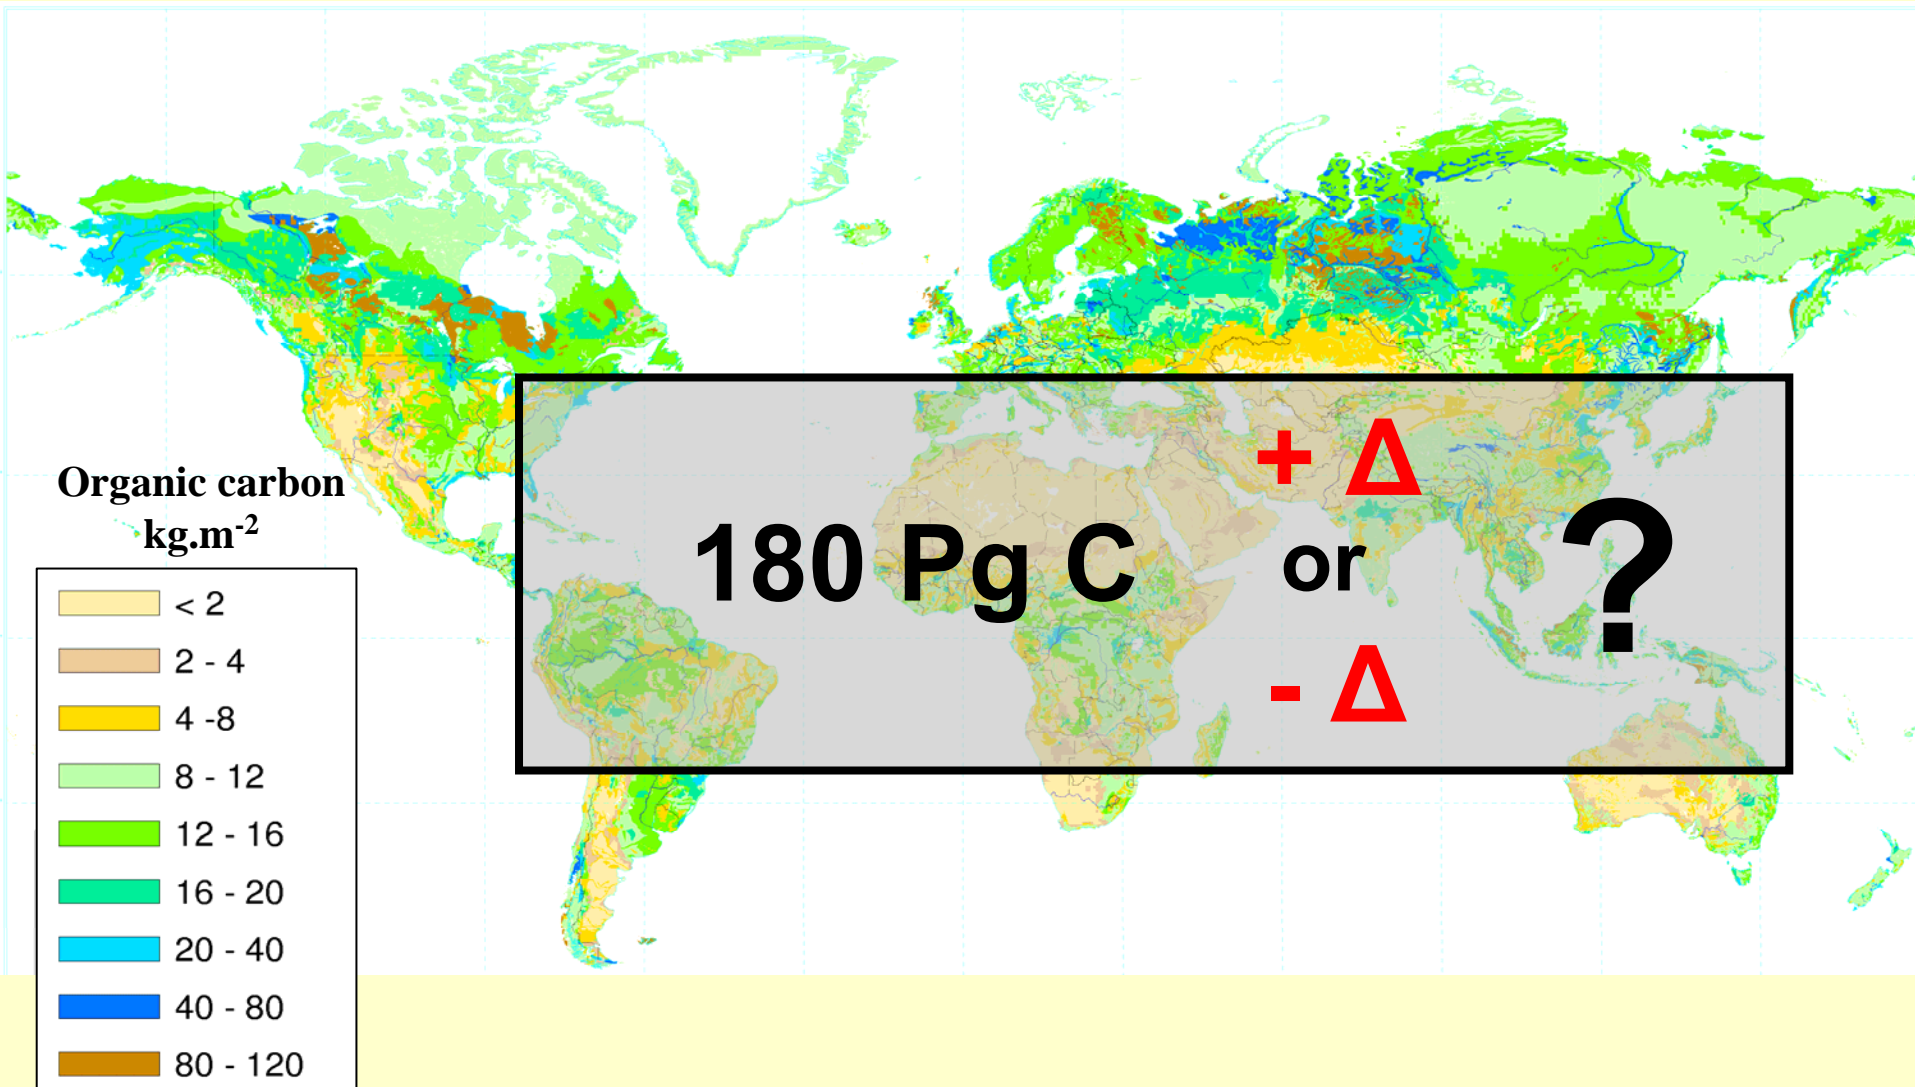 Organic carbon
kg.m-2
< 2
2 - 4
4 -8
8 - 12
12 - 16
16 - 20
20 - 40
40 - 80
80 - 120
180 Pg C
+ Δ
or
- Δ
?